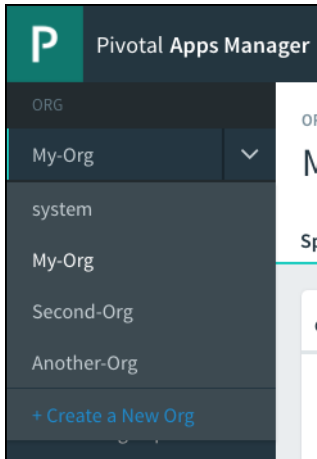 P
Pivotal Apps Manager
ORG
My-Org
system
My-Org
Second-Org
Another-Org
+ Create a New Org